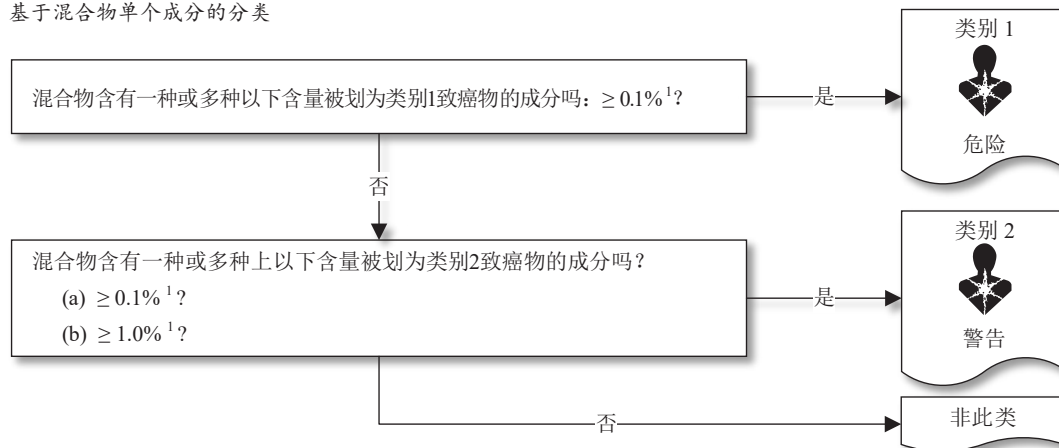 基于混合物单个成分的分类
类别 1
混合物含有一种或多种以下含量被划为类别1致癌物的成分吗：≥ 0.1% ¹？
是
危险
否
类别 2
混合物含有一种或多种上以下含量被划为类别2致癌物的成分吗？
(a) ≥ 0.1% ¹？
是
(b) ≥ 1.0% ¹？
警告
否
非此类